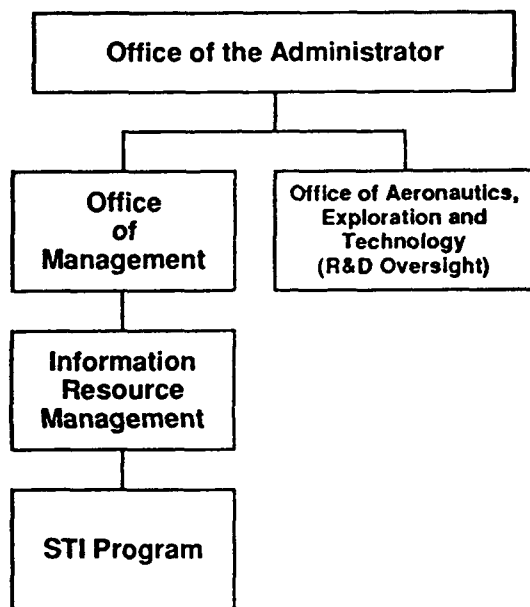 Office of the Administrator
Office
of
Management
Office of Aeronautics,
Exploration and
Technology
(R&D Oversight)
Information
Resource
Management
STI Program